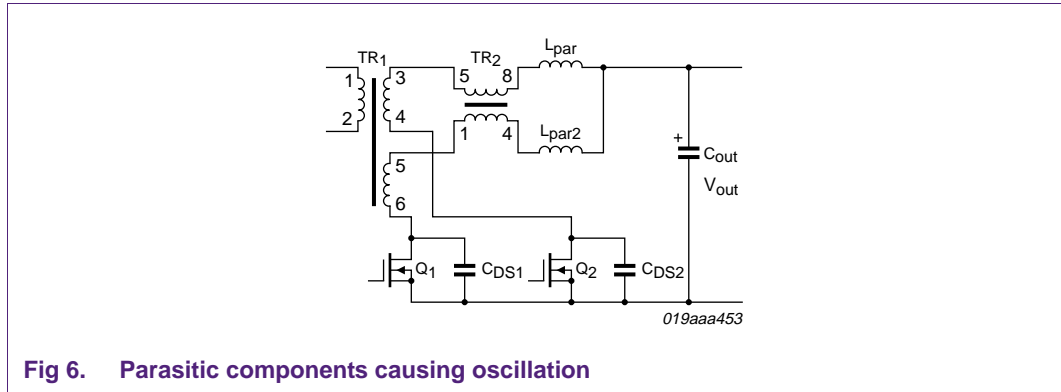 Lpar
TR1 TR2
1 3 5 8
2 4
1 4 Lpar2
5
6
+
Cout
Vout
Q1 CDS1 Q2 CDS2
019aaa453
Fig 6. Parasitic components causing oscillation